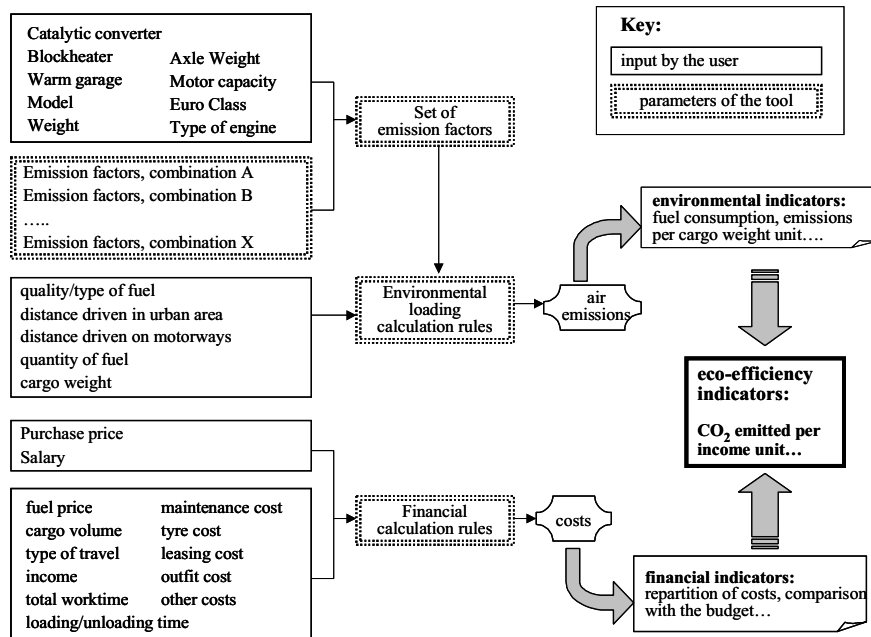 Catalytic converter
Blockheater
Warm garage
Model
Weight
Axle Weight
Motor capacity
Euro Class
Type of engine
Emission factors, combination A
Emission factors, combination B
…..
Emission factors, combination X
quality/type of fuel
distance driven in urban area
distance driven on motorways
quantity of fuel
cargo weight
Purchase price
Salary
fuel price
cargo volume
type of travel
income
total worktime
loading/unloading time
maintenance cost
tyre cost
leasing cost
outfit cost
other costs
Set of
emission factors
Environmental
loading
calculation rules
Financial
calculation rules
air
emissions
costs
Key:
input by the user
parameters of the tool
environmental indicators:
fuel consumption, emissions
per cargo weight unit….
eco-efficiency
indicators:
CO₂ emitted per
income unit…
financial indicators:
repartition of costs, comparison
with the budget…